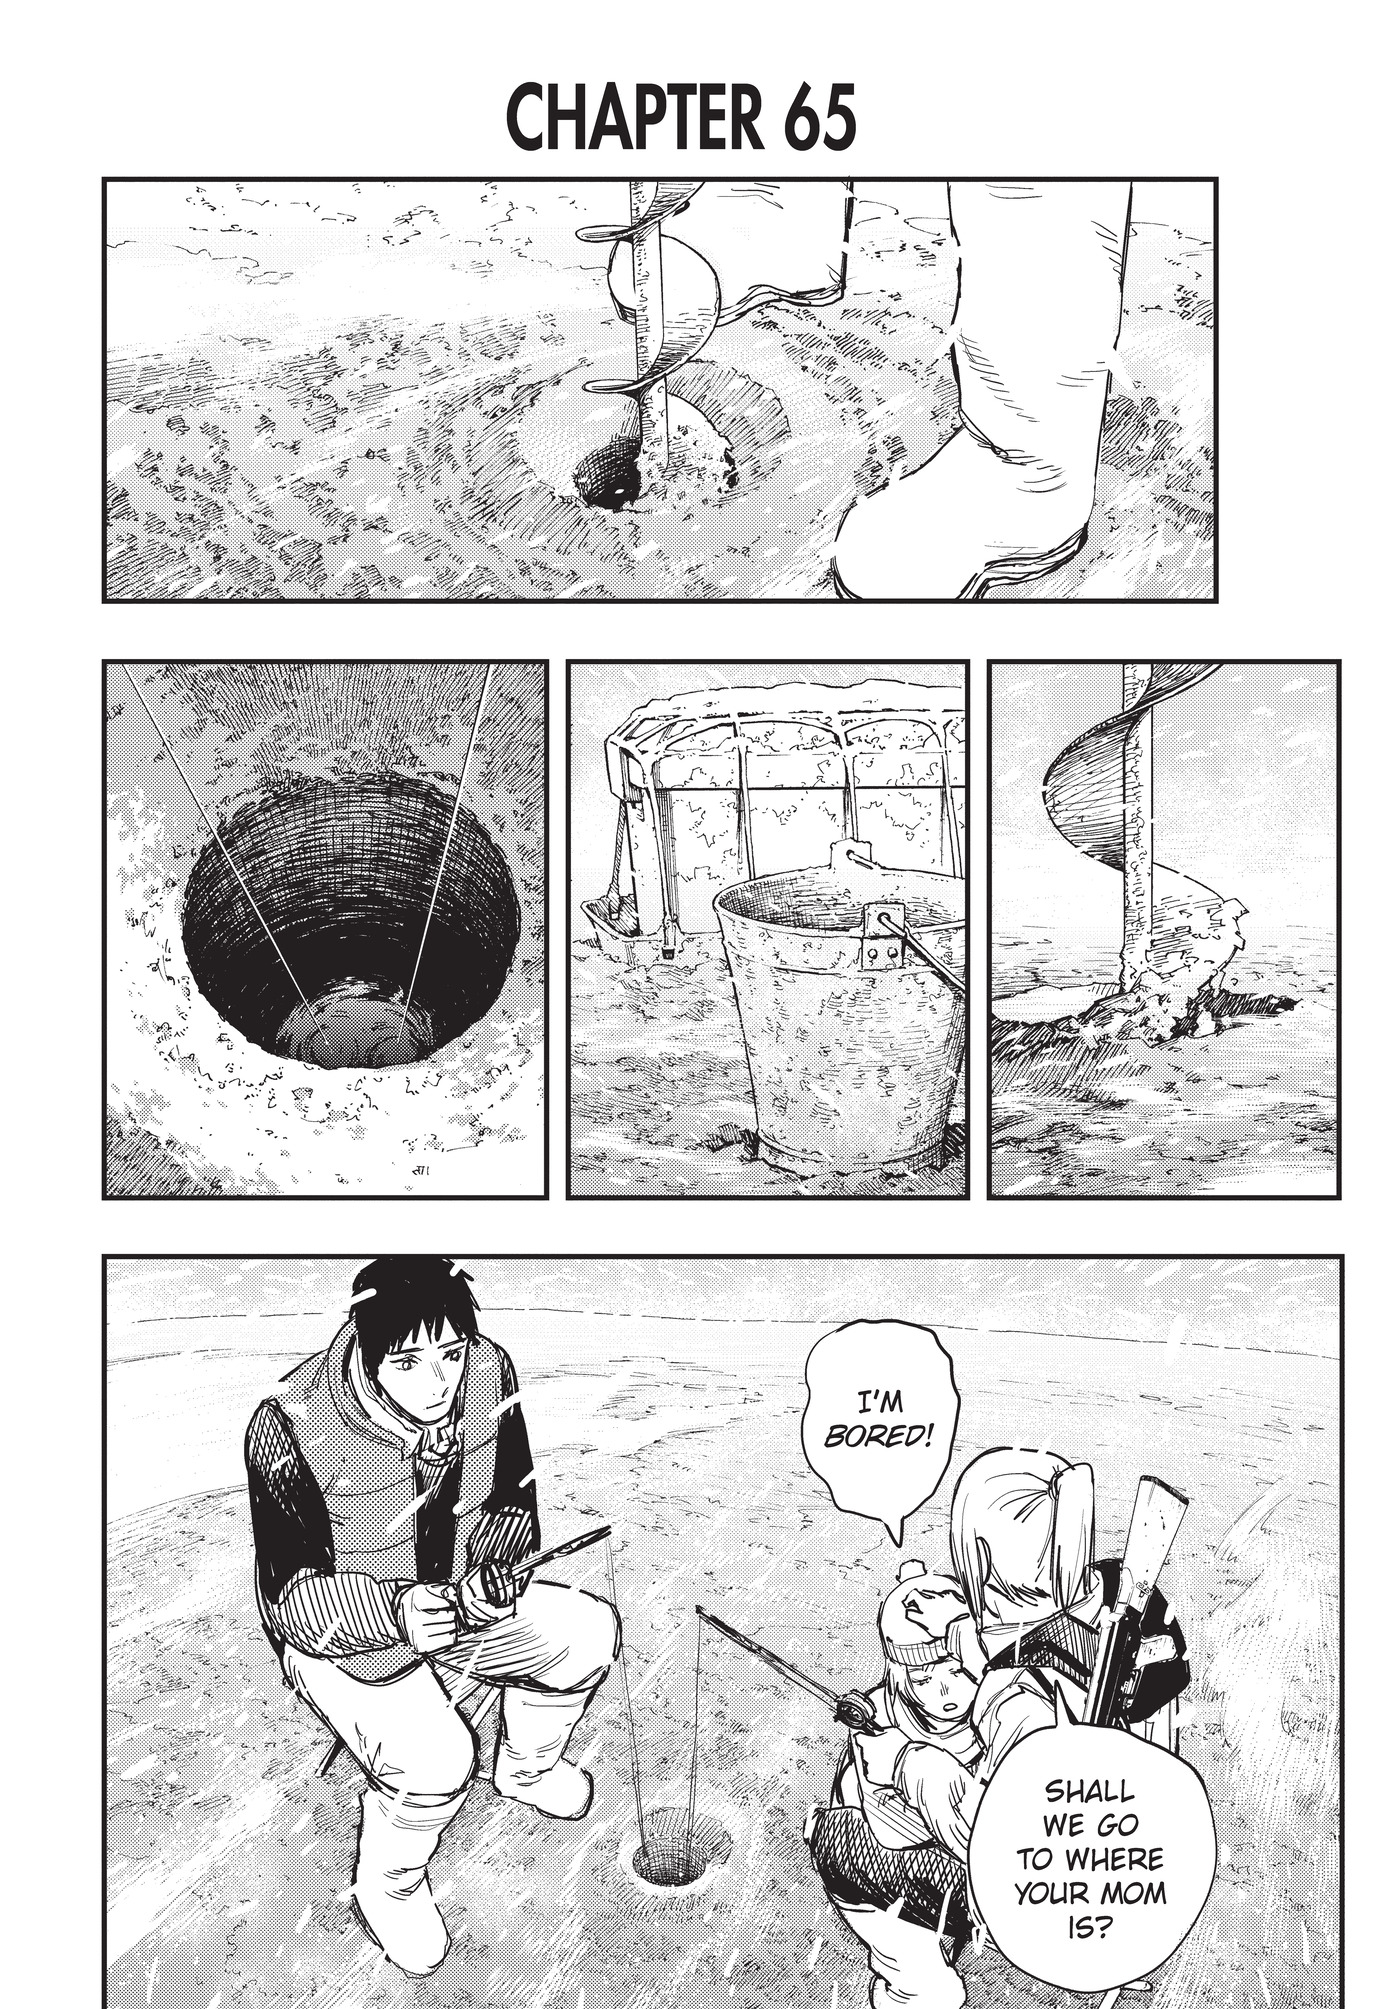 CHAPTER 65
I'M
BORED!
SHALL
WE GO
TO WHERE
YOUR MOM
IS?